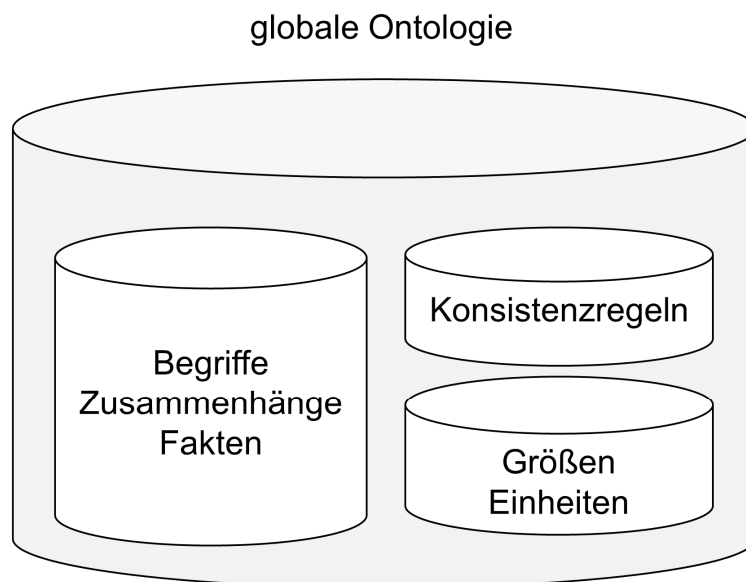 globale Ontologie
Begriffe
Zusammenhänge
Fakten
Konsistenzregeln
Größen
Einheiten